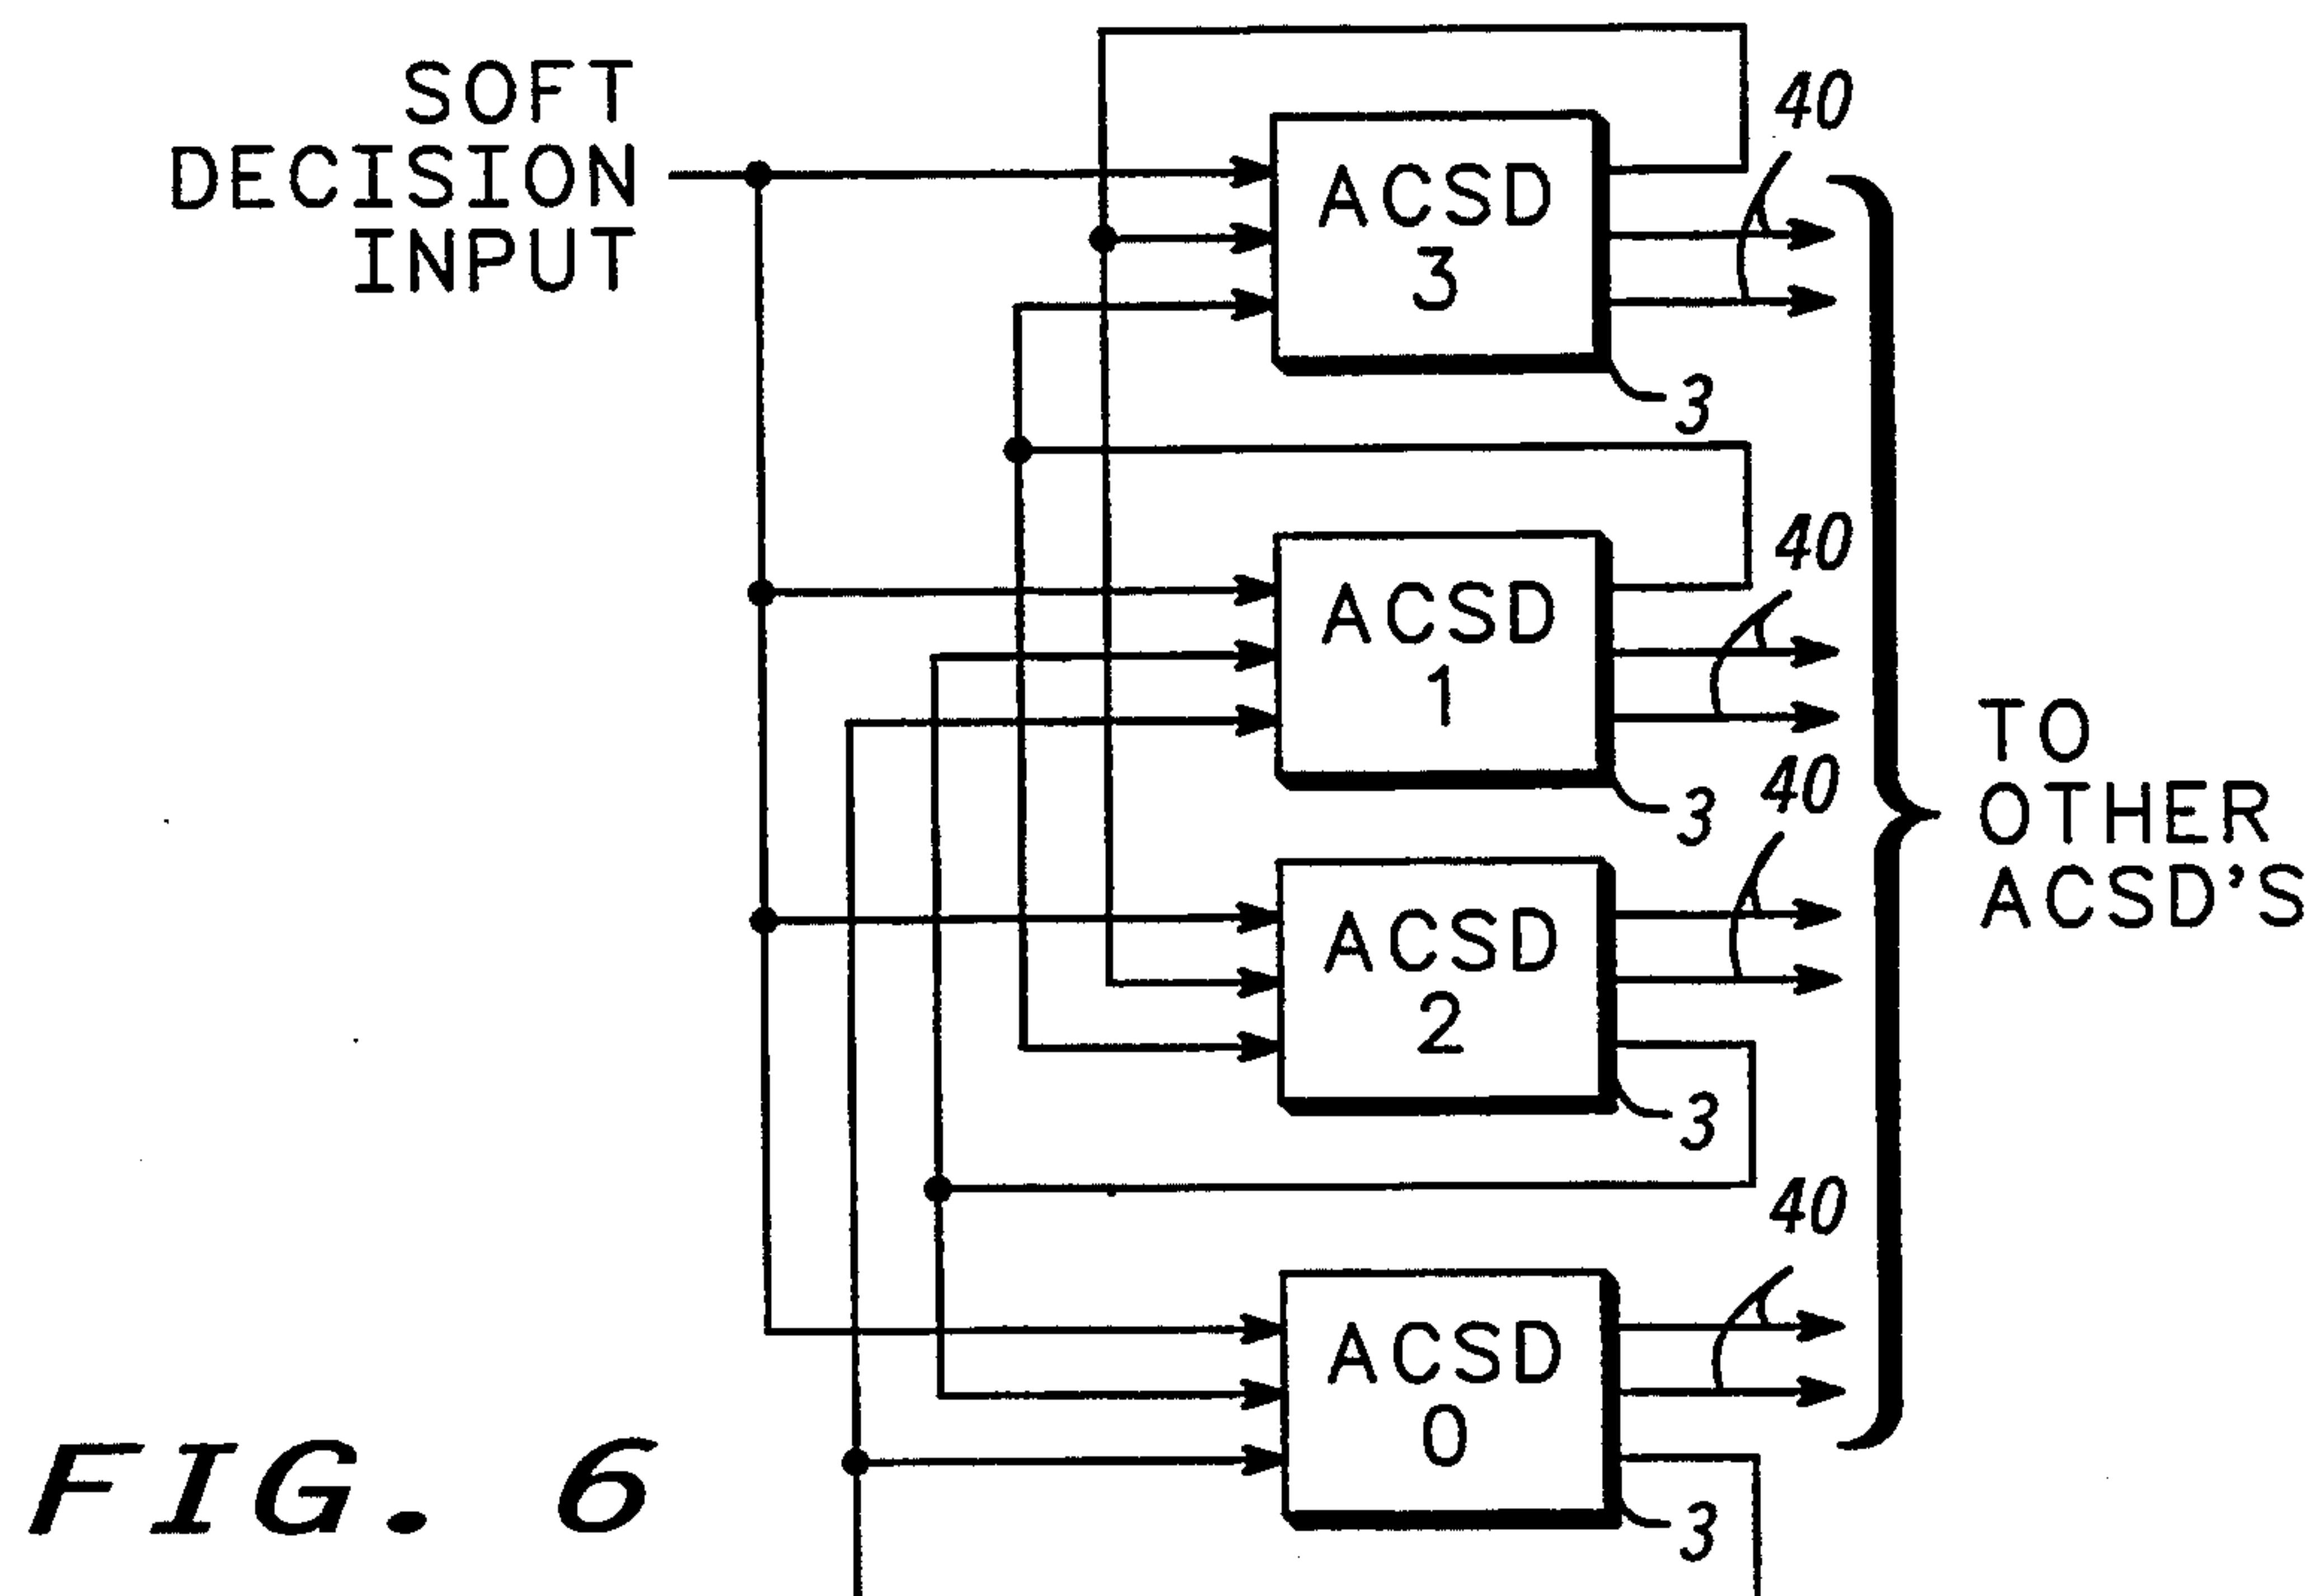 SOFT
DECISION
INPUT
ACSD
3
40
3
ACSD
1
40
3
ACSD
2
40
3
ACSD
0
40
3
TO
OTHER
ACSD'S
FIG. 6